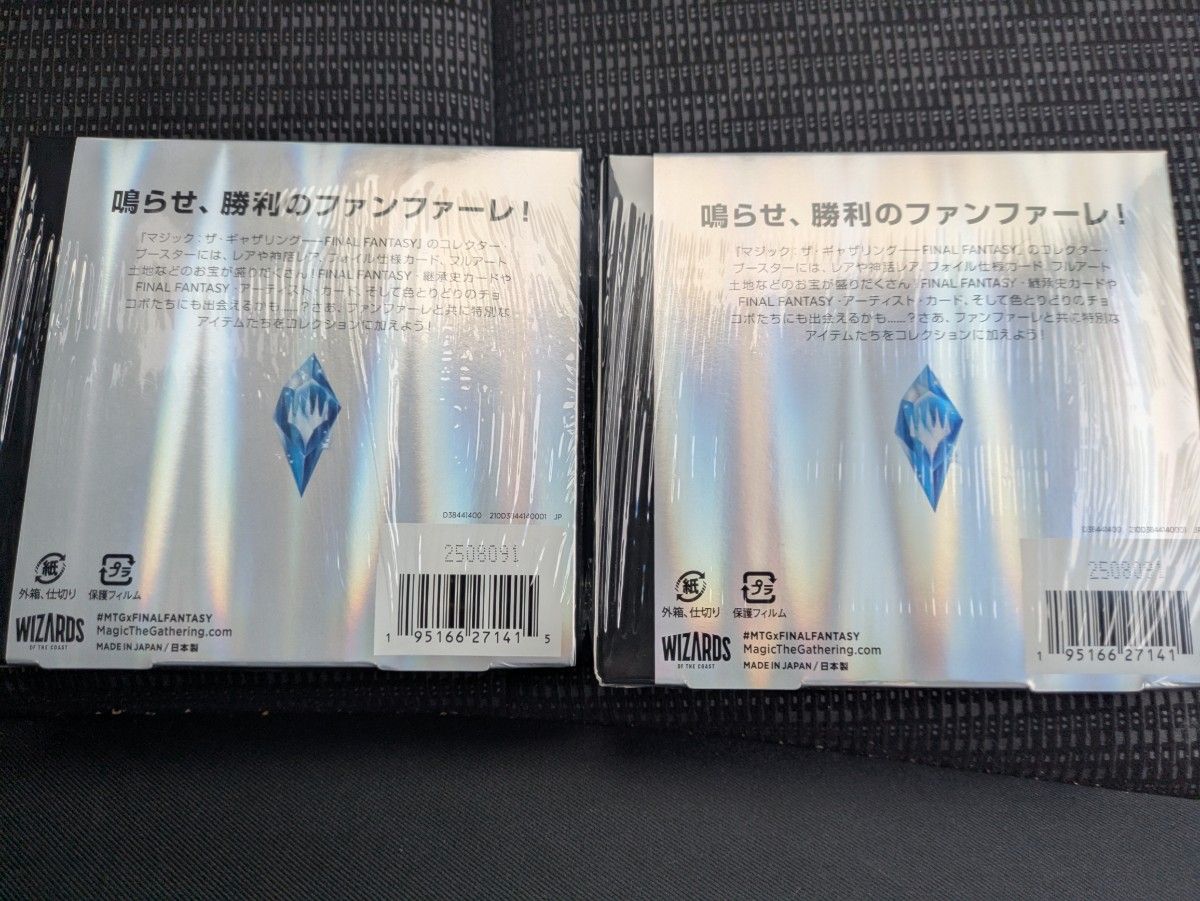 鳴らせ、勝利のファンファーレ!
『マジック:ザ・ギャザリング――FINAL FANTASY』のコレクター・
ブースターには、レアや神話レア、フォイル仕様カード、フルアート
土地などのお宝が盛りだくさん!FINAL FANTASY・継承史カードや
FINAL FANTASY・アーティスト・カード、そして色とりどりのチョ
コボたちにも出会えるかも……?さあ、ファンファーレと共に特別な
アイテムたちをコレクションに加えよう!
D38441400 210D3844140001 JP
2508091
紙
プラ
外箱、仕切り
保護フィルム
WIZARDS
OF THE COAST
#MTGxFINALFANTASY
MagicTheGathering.com
MADE IN JAPAN / 日本製
1 95166 27141 5
鳴らせ、勝利のファンファーレ!
『マジック:ザ・ギャザリング――FINAL FANTASY』のコレクター・
ブースターには、レアや神話レア、フォイル仕様カード、フルアート
土地などのお宝が盛りだくさん!FINAL FANTASY・継承史カードや
FINAL FANTASY・アーティスト・カード、そして色とりどりのチョ
コボたちにも出会えるかも……?さあ、ファンファーレと共に特別な
アイテムたちをコレクションに加えよう!
D38441400 210D3844140001 JP
2508091
紙
プラ
外箱、仕切り
保護フィルム
WIZARDS
OF THE COAST
#MTGxFINALFANTASY
MagicTheGathering.com
MADE IN JAPAN / 日本製
1 95166 27141